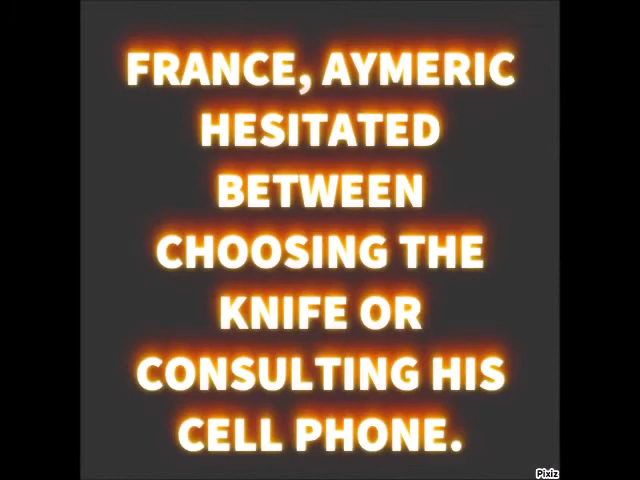 FRANCE, AYMERIC
HESITATED
BETWEEN
CHOOSING THE
KNIFE OR
CONSULTING HIS
CELL PHONE.
Pixiz